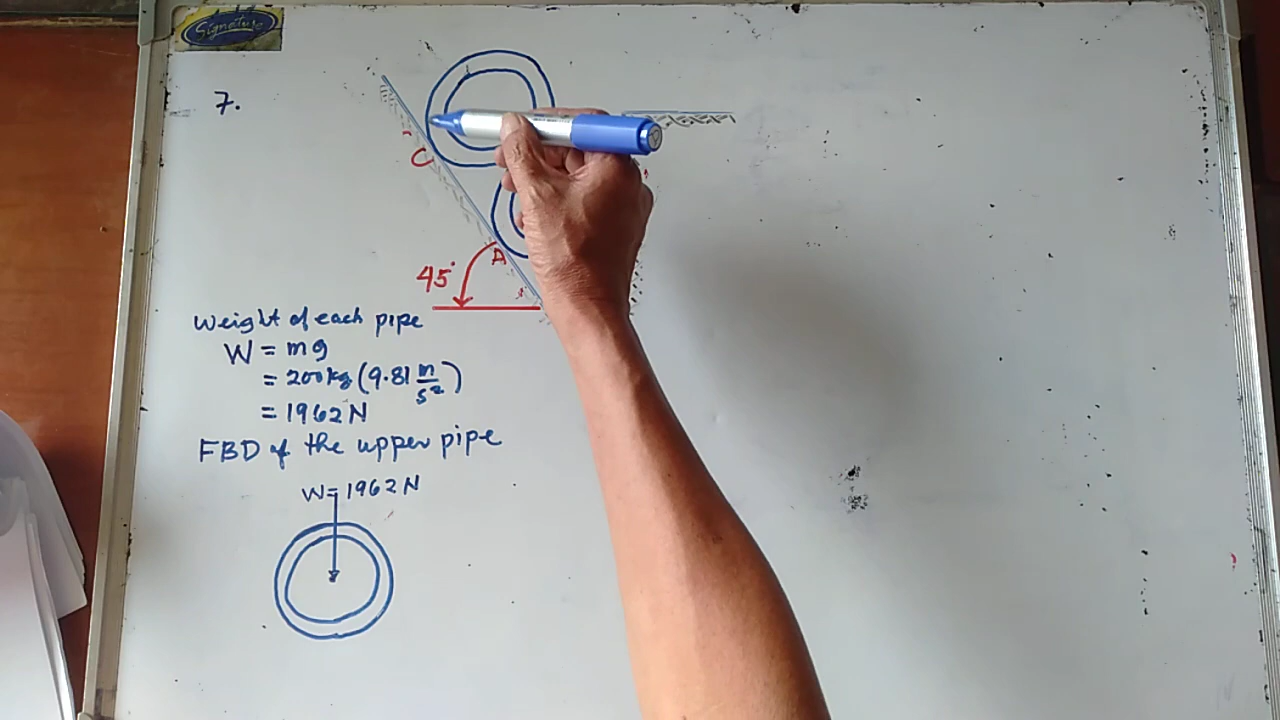 Signature
7.
C
A
45°
Weight of each pipe
W = mg
= 200kg (9.81 m/s²)
= 1962 N
FBD of the upper pipe
W = 1962 N